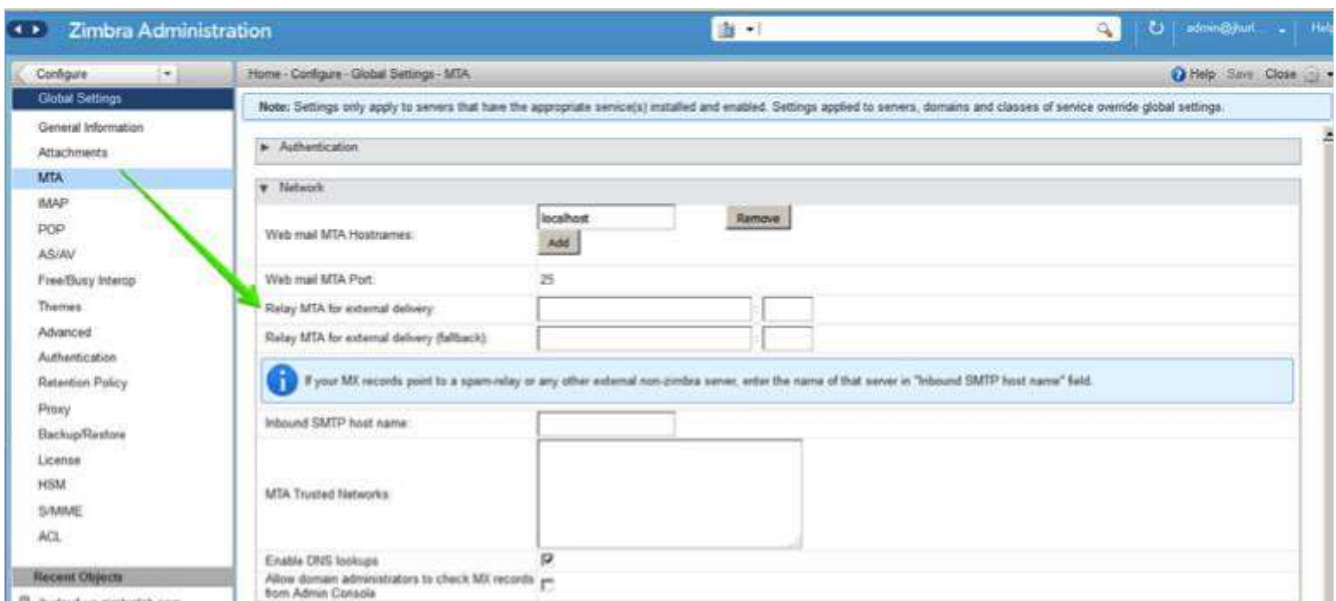 Zimbra Administration
admin@jhurl...
Help
Configure
Home - Configure - Global Settings - MTA
Help Save Close
Global Settings
Note: Settings only apply to servers that have the appropriate service(s) installed and enabled. Settings applied to servers, domains and classes of service override global settings.
General Information
Attachments
MTA
IMAP
POP
AS/AV
Free/Busy Interop
Themes
Advanced
Authentication
Retention Policy
Proxy
Backup/Restore
License
HSM
S/MIME
ACL
Recent Objects
Authentication
Network
Web mail MTA Hostnames:
localhost
Remove
Add
Web mail MTA Port:
25
Relay MTA for external delivery:
:
Relay MTA for external delivery (fallback):
:
If your MX records point to a spam-relay or any other external non-zimbra server, enter the name of that server in "Inbound SMTP host name" field.
Inbound SMTP host name:
MTA Trusted Networks:
Enable DNS lookups
Allow domain administrators to check MX records
from Admin Console